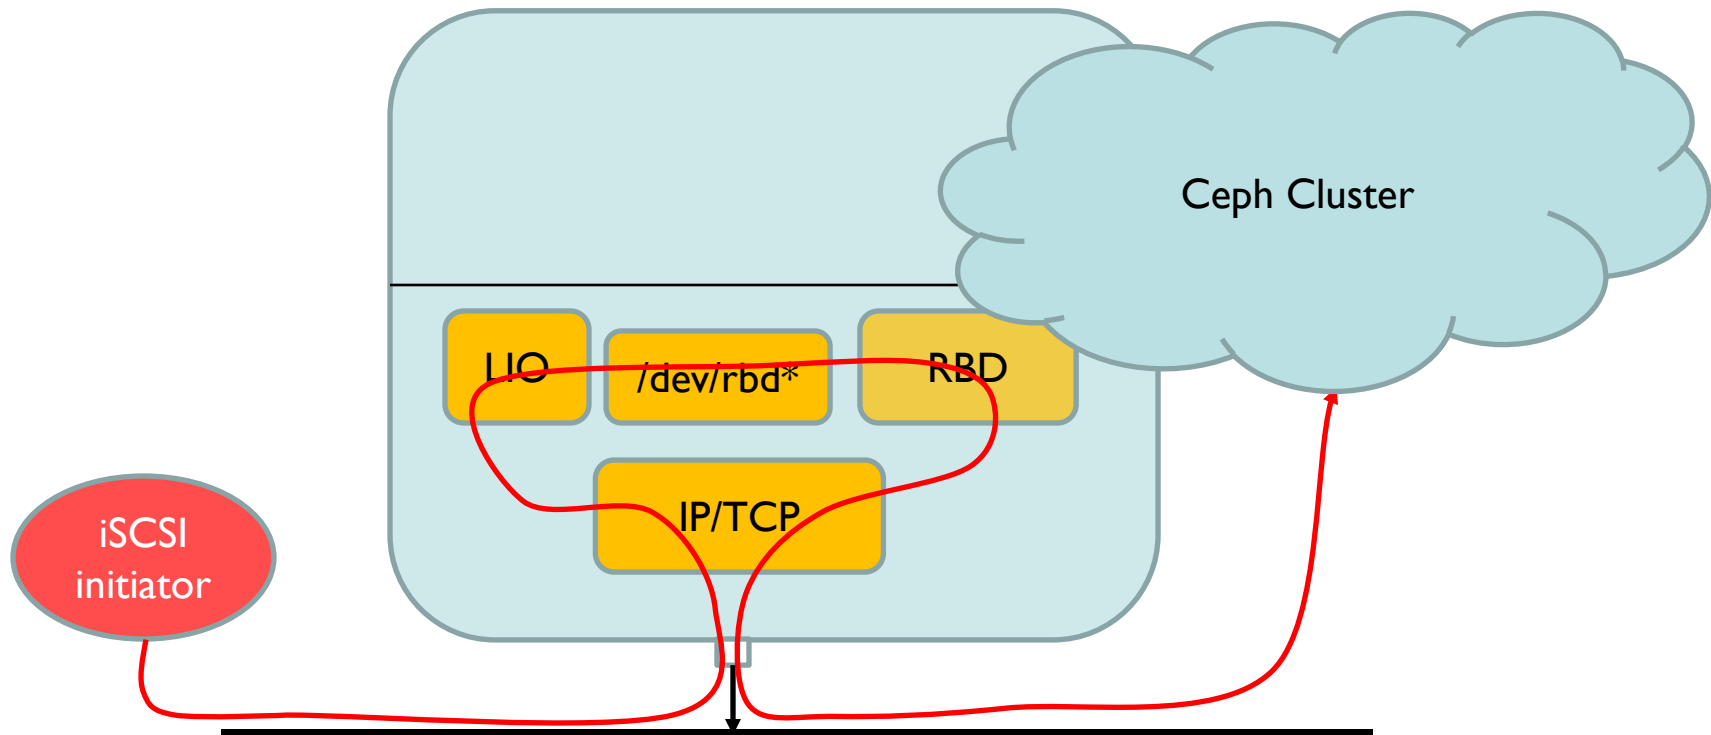 Ceph Cluster
LIO
/dev/rbd*
RBD
IP/TCP
iSCSI
initiator